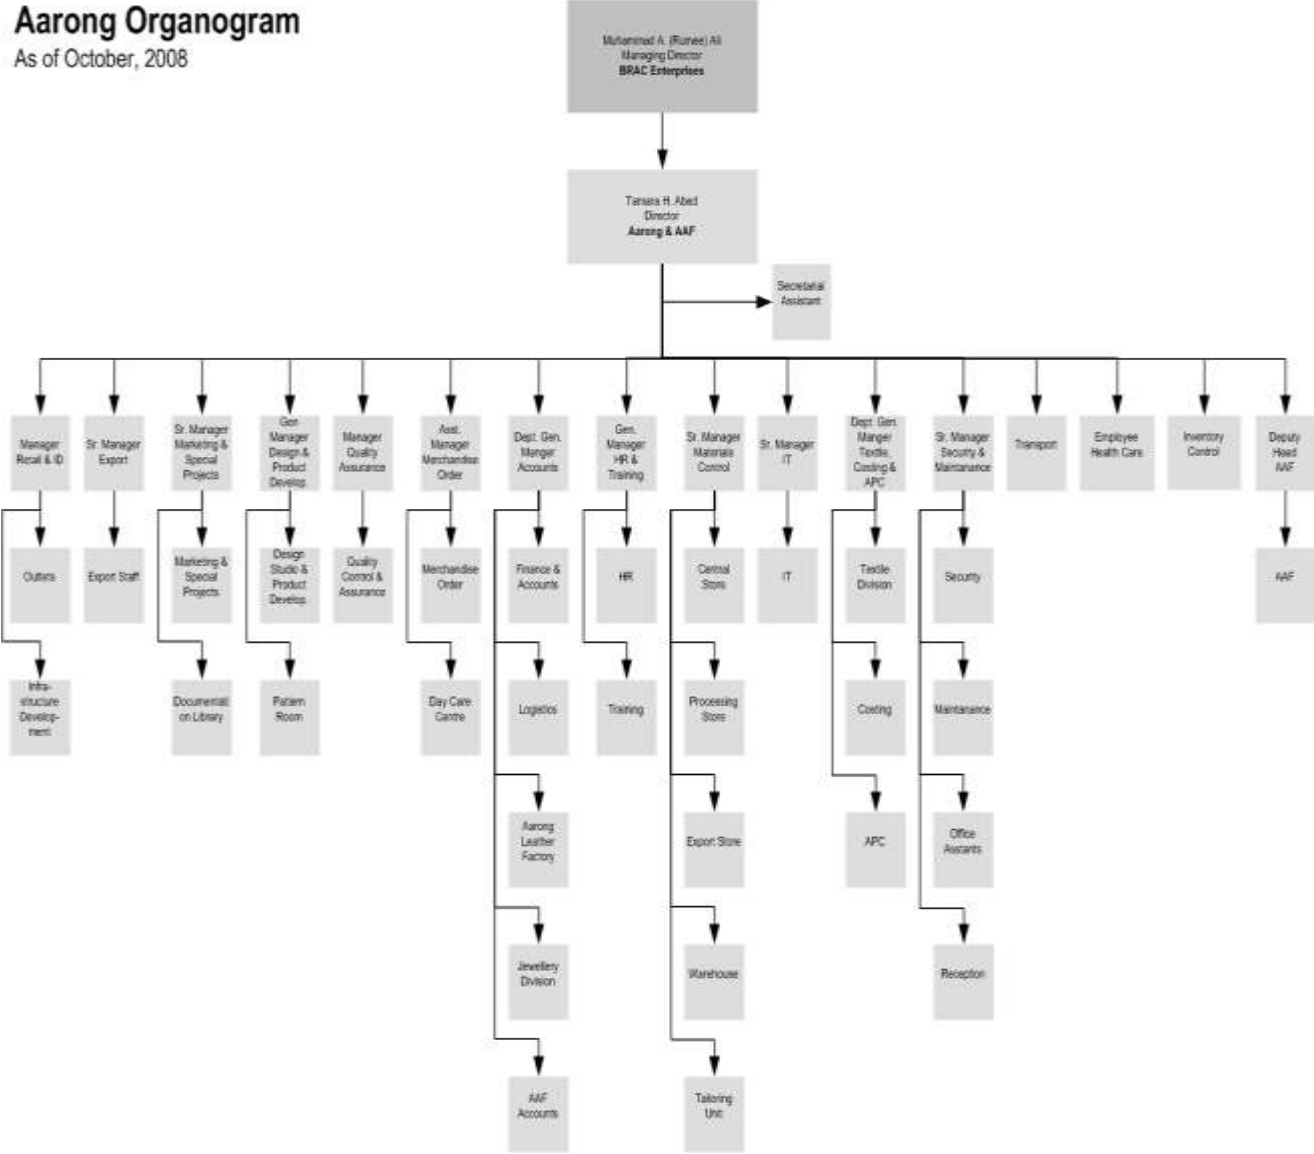 Aarong Organogram
As of October, 2008
Muhammad A. (Rumee) Ali
Managing Director
BRAC Enterprises
Tamara H. Abed
Director
Aarong & AAF
Secretarial
Assistant
Manager
Retail & ID
Sr. Manager
Export
Sr. Manager
Marketing &
Special
Projects
Gen
Manager
Design &
Product
Develop.
Manager
Quality
Assurance
Asst.
Manager
Merchandise
Order
Dept. Gen.
Manger
Accounts
Gen.
Manager
HR &
Training
Sr. Manager
Materials
Control
Sr. Manager
IT
Dept. Gen.
Manger
Textile,
Costing &
APC
Sr. Manager
Security &
Maintanance
Transport
Employee
Health Care
Inventory
Control
Deputy
Head
AAF
Outlets
Export Staff
Marketing &
Special
Projects
Design
Studio &
Product
Develop.
Quality
Control &
Assurance
Merchandise
Order
Finance &
Accounts
HR
Central
Store
IT
Textile
Division
Security
AAF
Infra-
structure
Develop-
ment
Documentati
on Library
Pattern
Room
Day Care
Centre
Logistics
Training
Processing
Store
Costing
Maintanance
Aarong
Leather
Factory
Export Store
APC
Office
Asstants
Jewellery
Division
Warehouse
Reception
AAF
Accounts
Tailoring
Unit